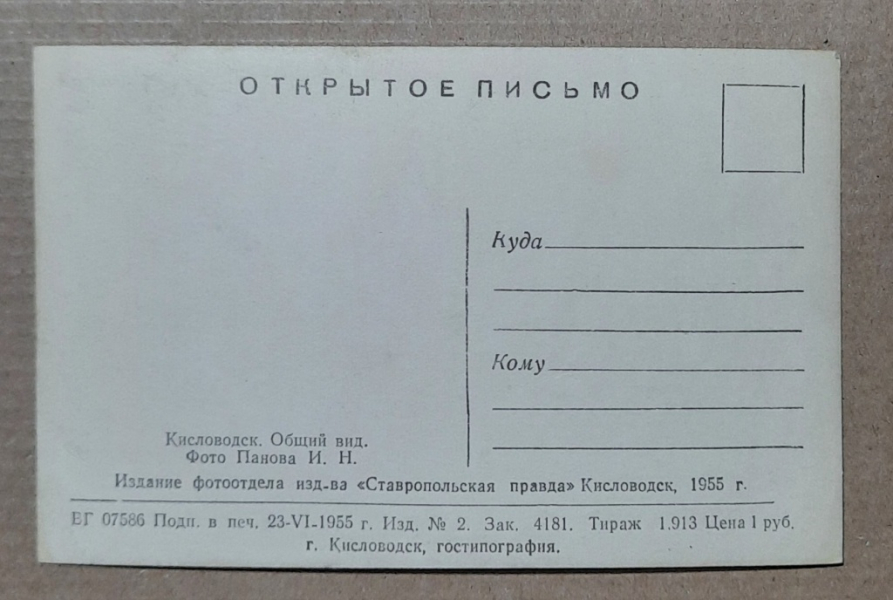 ОТКРЫТОЕ ПИСЬМО
Куда
Кому
Кисловодск. Общий вид.
Фото Панова И. Н.
Издание фотоотдела изд-ва «Ставропольская правда» Кисловодск, 1955 г.
ВГ 07586 Подп. в печ. 23-VI-1955 г. Изд. № 2. Зак. 4181. Тираж 1.913 Цена 1 руб.
г. Кисловодск, гостипография.